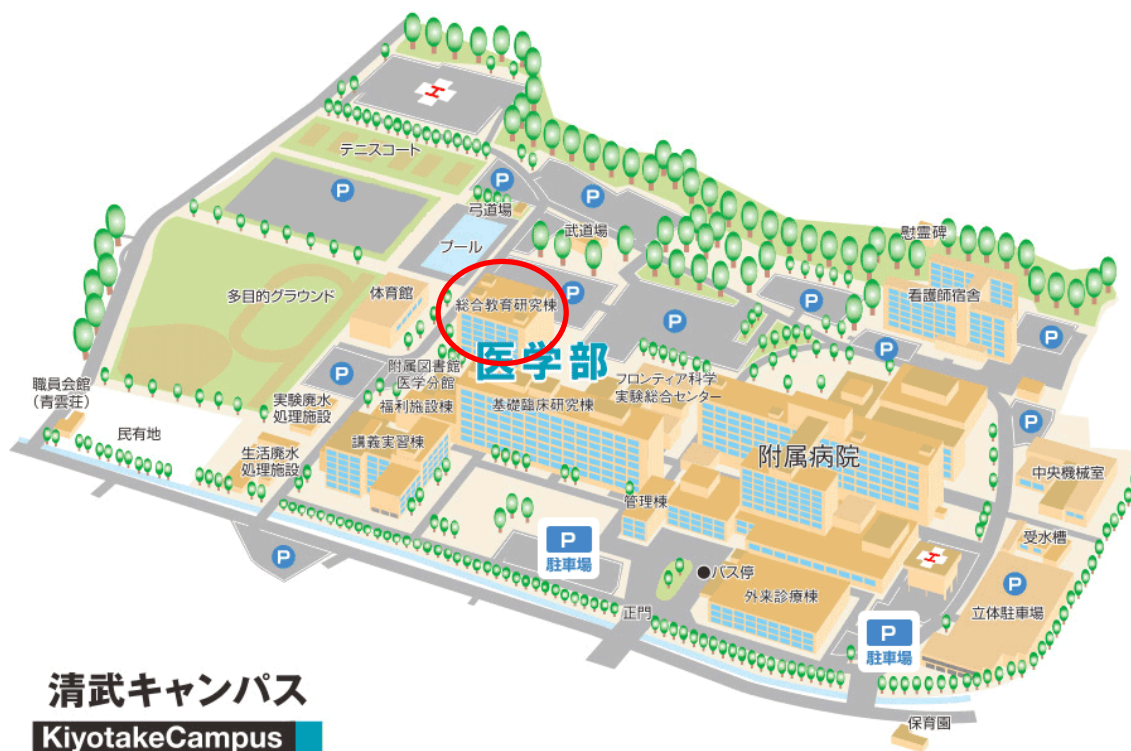 H
テニスコート
P
P
P
弓道場
武道場
プール
慰霊碑
多目的グラウンド
体育館
総合教育研究棟
P
P
P
看護師宿舎
P
P
医学部
附属図書館
医学分館
フロンティア科学
実験総合センター
P
職員会館
（青雲荘）
実験廃水
処理施設
福利施設棟
基礎臨床研究棟
P
民有地
講義実習棟
附属病院
生活廃水
処理施設
中央機械室
管理棟
P
駐車場
P
受水槽
H
バス停
外来診療棟
P
立体駐車場
正門
P
駐車場
保育園
清武キャンパス
KiyotakeCampus